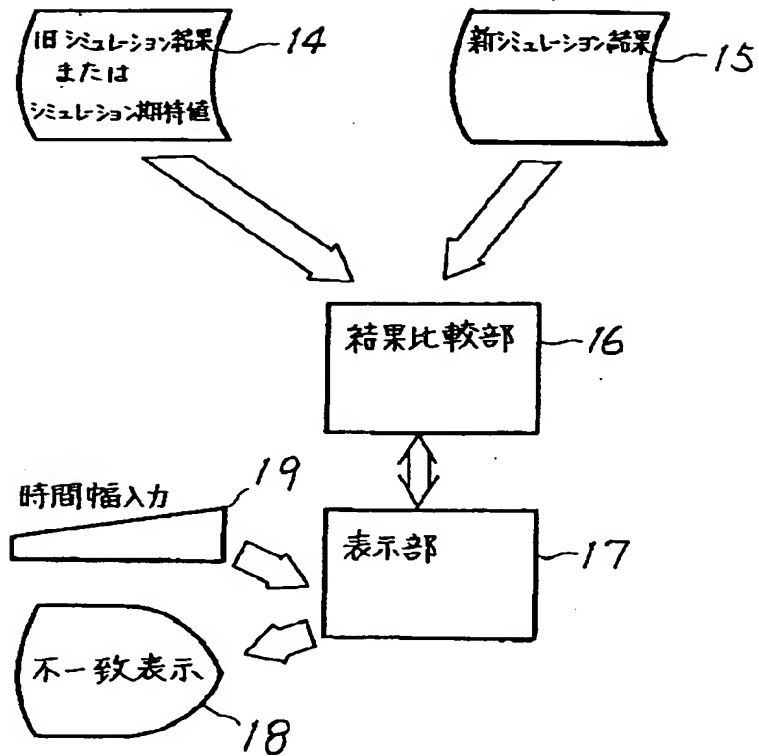 旧シミュレーション結果
または
シミュレーション期待値
14
新シミュレーション結果
15
結果比較部
16
時間幅入力
19
表示部
17
不一致表示
18